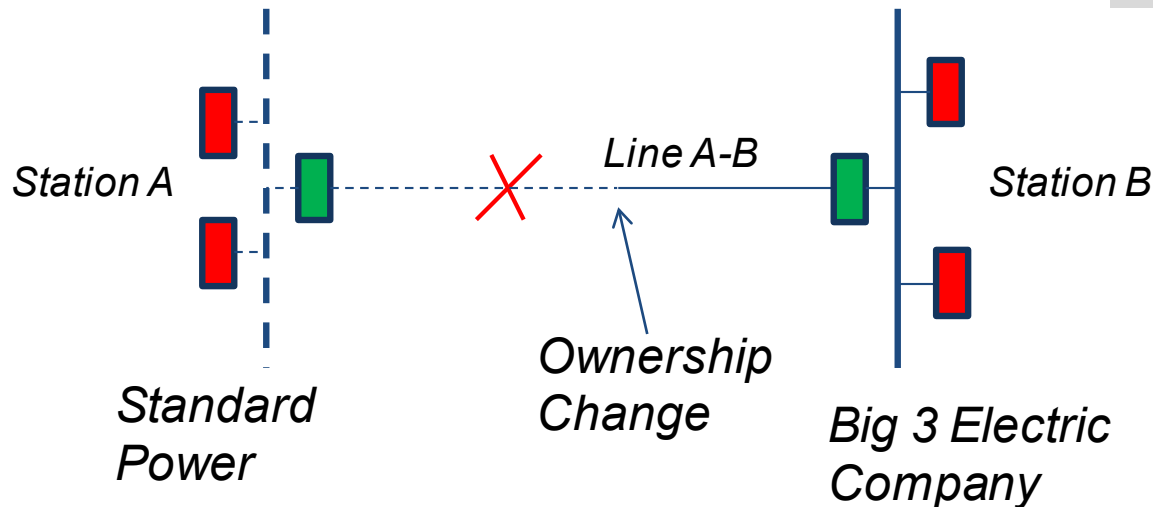 Station A
Line A-B
Station B
Ownership
Change
Standard
Power
Big 3 Electric
Company